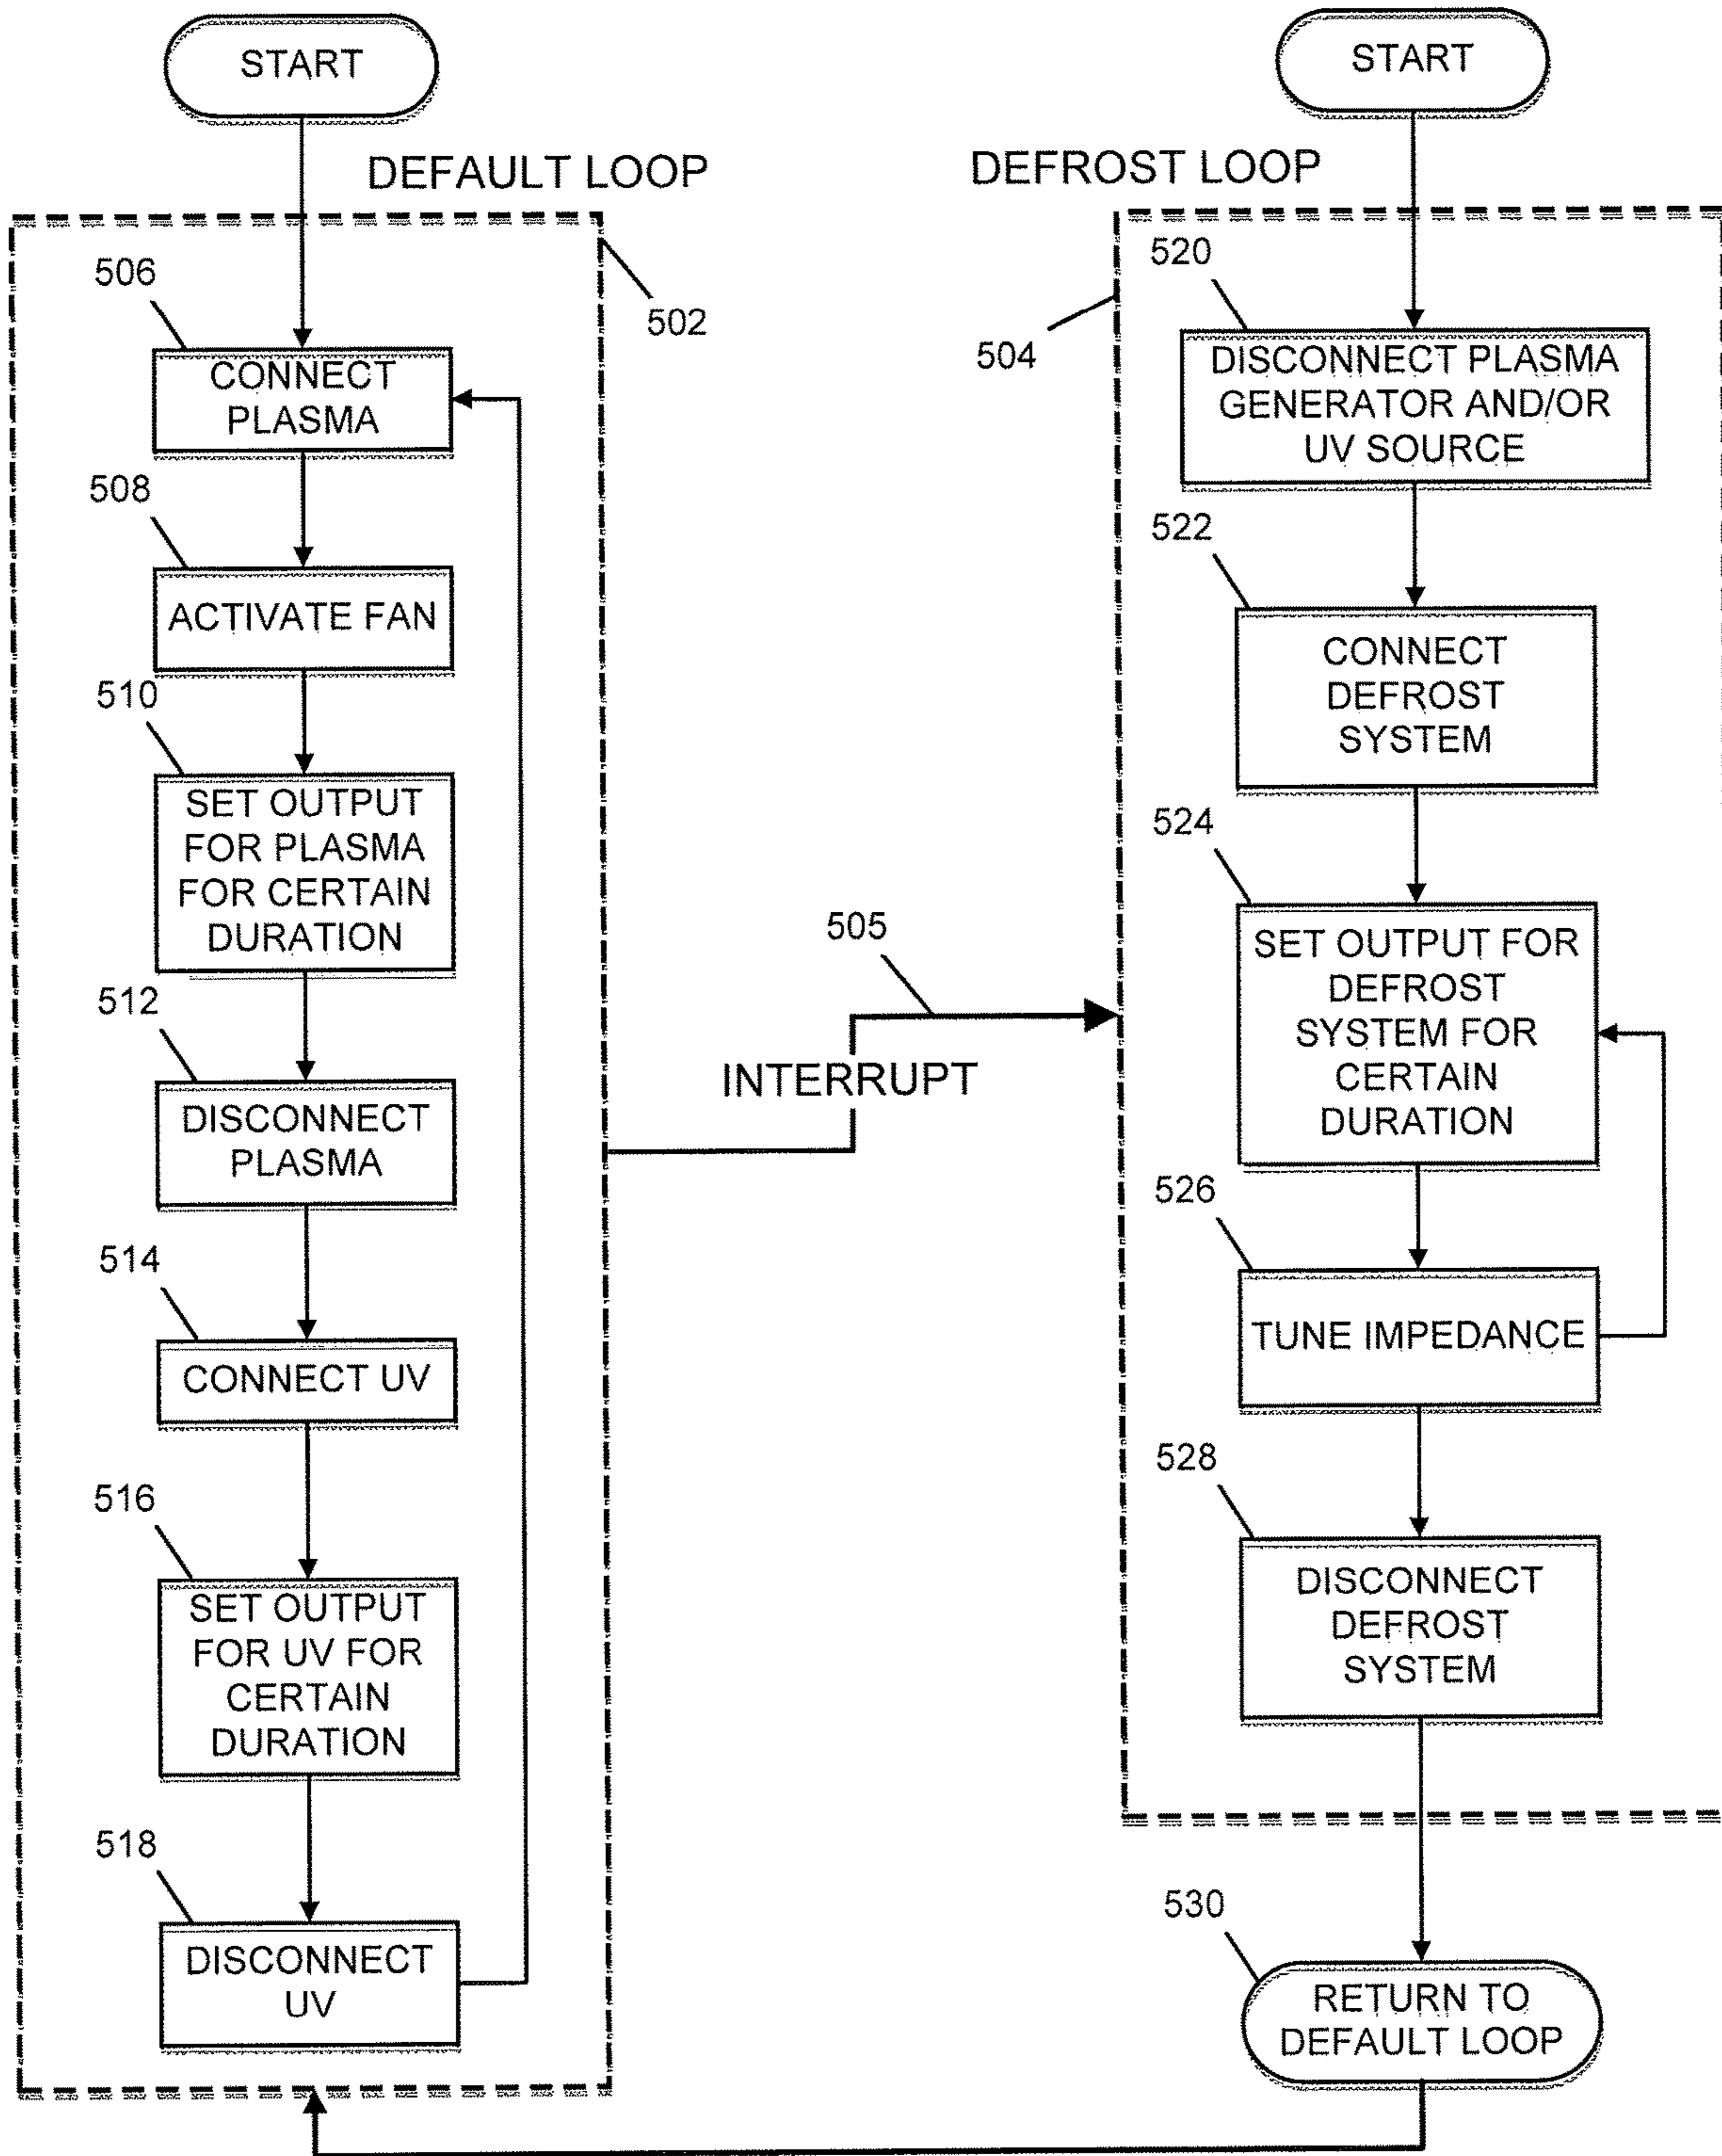 START
DEFAULT LOOP
502
506
CONNECT
PLASMA
508
ACTIVATE FAN
510
SET OUTPUT
FOR PLASMA
FOR CERTAIN
DURATION
512
DISCONNECT
PLASMA
514
CONNECT UV
516
SET OUTPUT
FOR UV FOR
CERTAIN
DURATION
518
DISCONNECT
UV
505
INTERRUPT
START
DEFROST LOOP
504
520
DISCONNECT PLASMA
GENERATOR AND/OR
UV SOURCE
522
CONNECT
DEFROST
SYSTEM
524
SET OUTPUT FOR
DEFROST
SYSTEM FOR
CERTAIN
DURATION
526
TUNE IMPEDANCE
528
DISCONNECT
DEFROST
SYSTEM
530
RETURN TO
DEFAULT LOOP